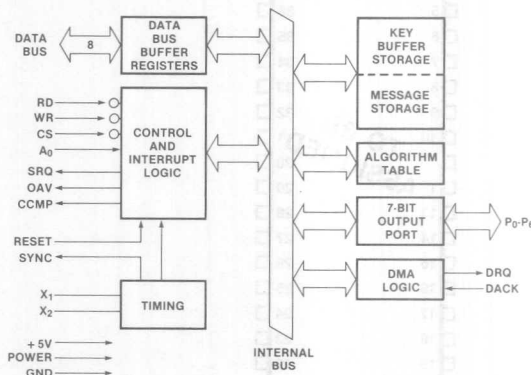 DATA BUS
8
DATA BUS BUFFER REGISTERS
KEY BUFFER STORAGE
MESSAGE STORAGE
RD
WR
CS
A0
SRQ
OAV
CCMP
CONTROL AND INTERRUPT LOGIC
ALGORITHM TABLE
7-BIT OUTPUT PORT
P0-P6
RESET
SYNC
DMA LOGIC
DRQ
DACK
X1
X2
TIMING
+5V
POWER
GND
INTERNAL BUS